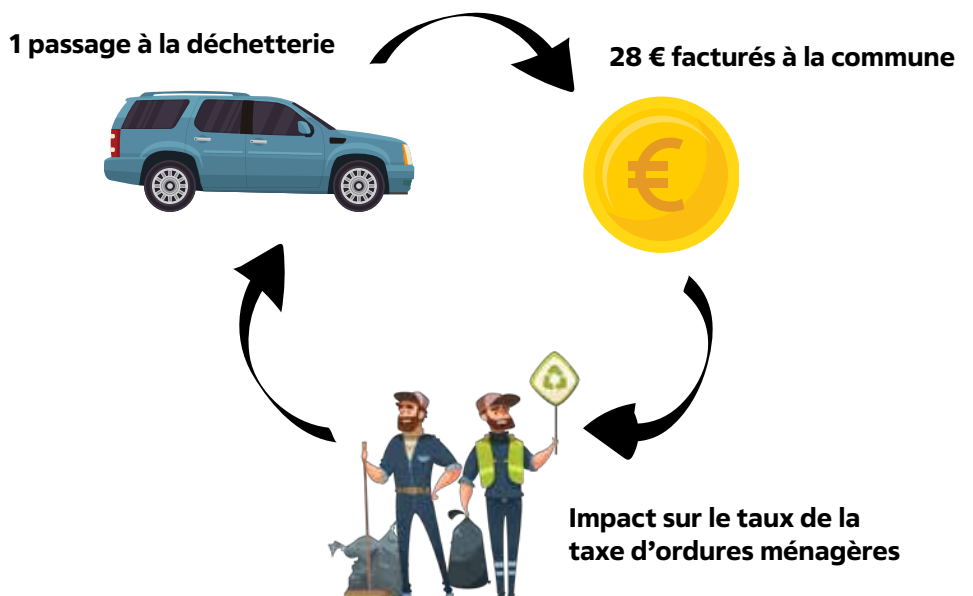 1 passage à la déchetterie
28 € facturés à la commune
€
Impact sur le taux de la
taxe d’ordures ménagères